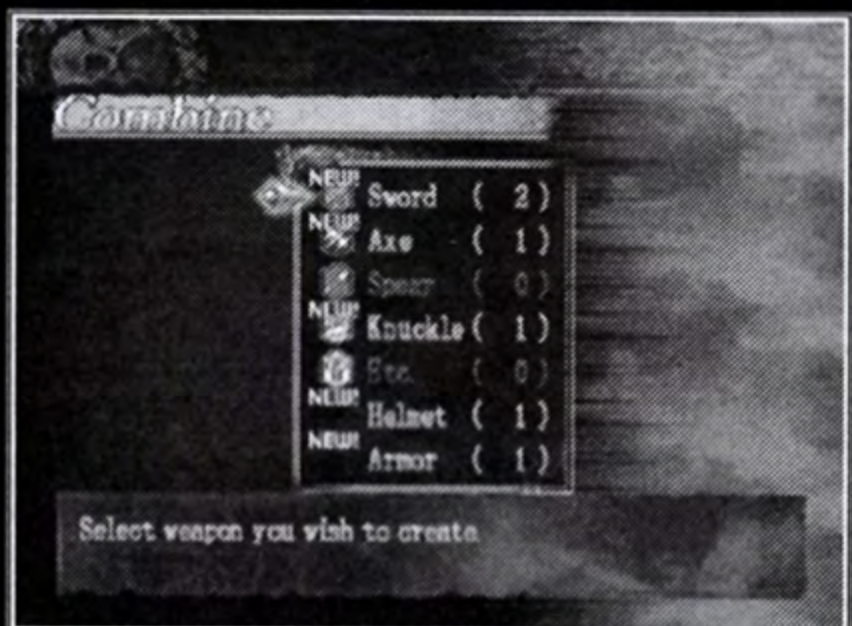 Combine
NEW! Sword ( 2 )
NEW! Axe ( 1 )
Spear ( 0 )
NEW! Knuckle ( 1 )
Etc. ( 0 )
NEW! Helmet ( 1 )
NEW! Armor ( 1 )
Select weapon you wish to create